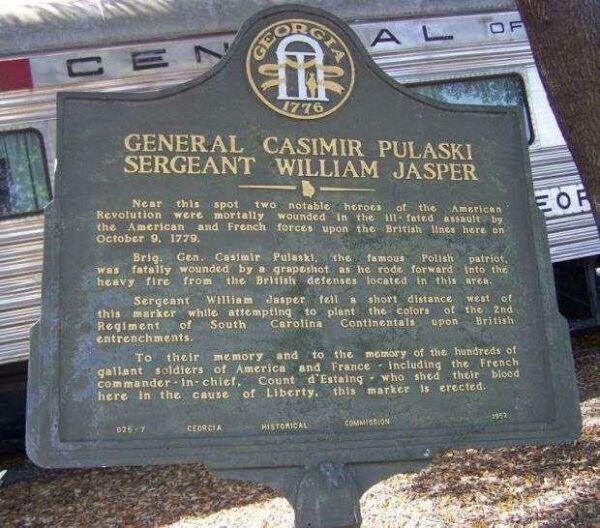 CENTRAL OF
GEORGIA
1776
GENERAL CASIMIR PULASKI
SERGEANT WILLIAM JASPER
Near this spot two notable heroes of the American
Revolution were mortally wounded in the ill-fated assault by
the American and French forces upon the British lines here on
October 9, 1779.
Brig. Gen. Casimir Pulaski, the famous Polish patriot,
was fatally wounded by a grapeshot as he rode forward into the
heavy fire from the British defenses located in this area.
Sergeant William Jasper fell a short distance west of
this marker while attempting to plant the colors of the 2nd
Regiment of South Carolina Continentals upon British
entrenchments.
To their memory and to the memory of the hundreds of
gallant soldiers of America and France - including the French
commander-in-chief, Count d'Estaing - who shed their blood
here in the cause of Liberty, this marker is erected.
025-7 GEORGIA HISTORICAL COMMISSION 1952